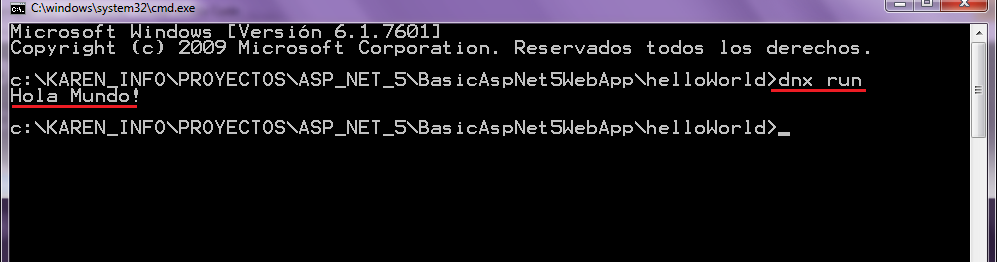 C:\windows\system32\cmd.exe
Microsoft Windows [Versión 6.1.7601]
Copyright (c) 2009 Microsoft Corporation. Reservados todos los derechos.
c:\KAREN_INFO\PROYECTOS\ASP_NET_5\BasicAspNet5WebApp\helloWorld>dnx run
Hola Mundo!
c:\KAREN_INFO\PROYECTOS\ASP_NET_5\BasicAspNet5WebApp\helloWorld>_